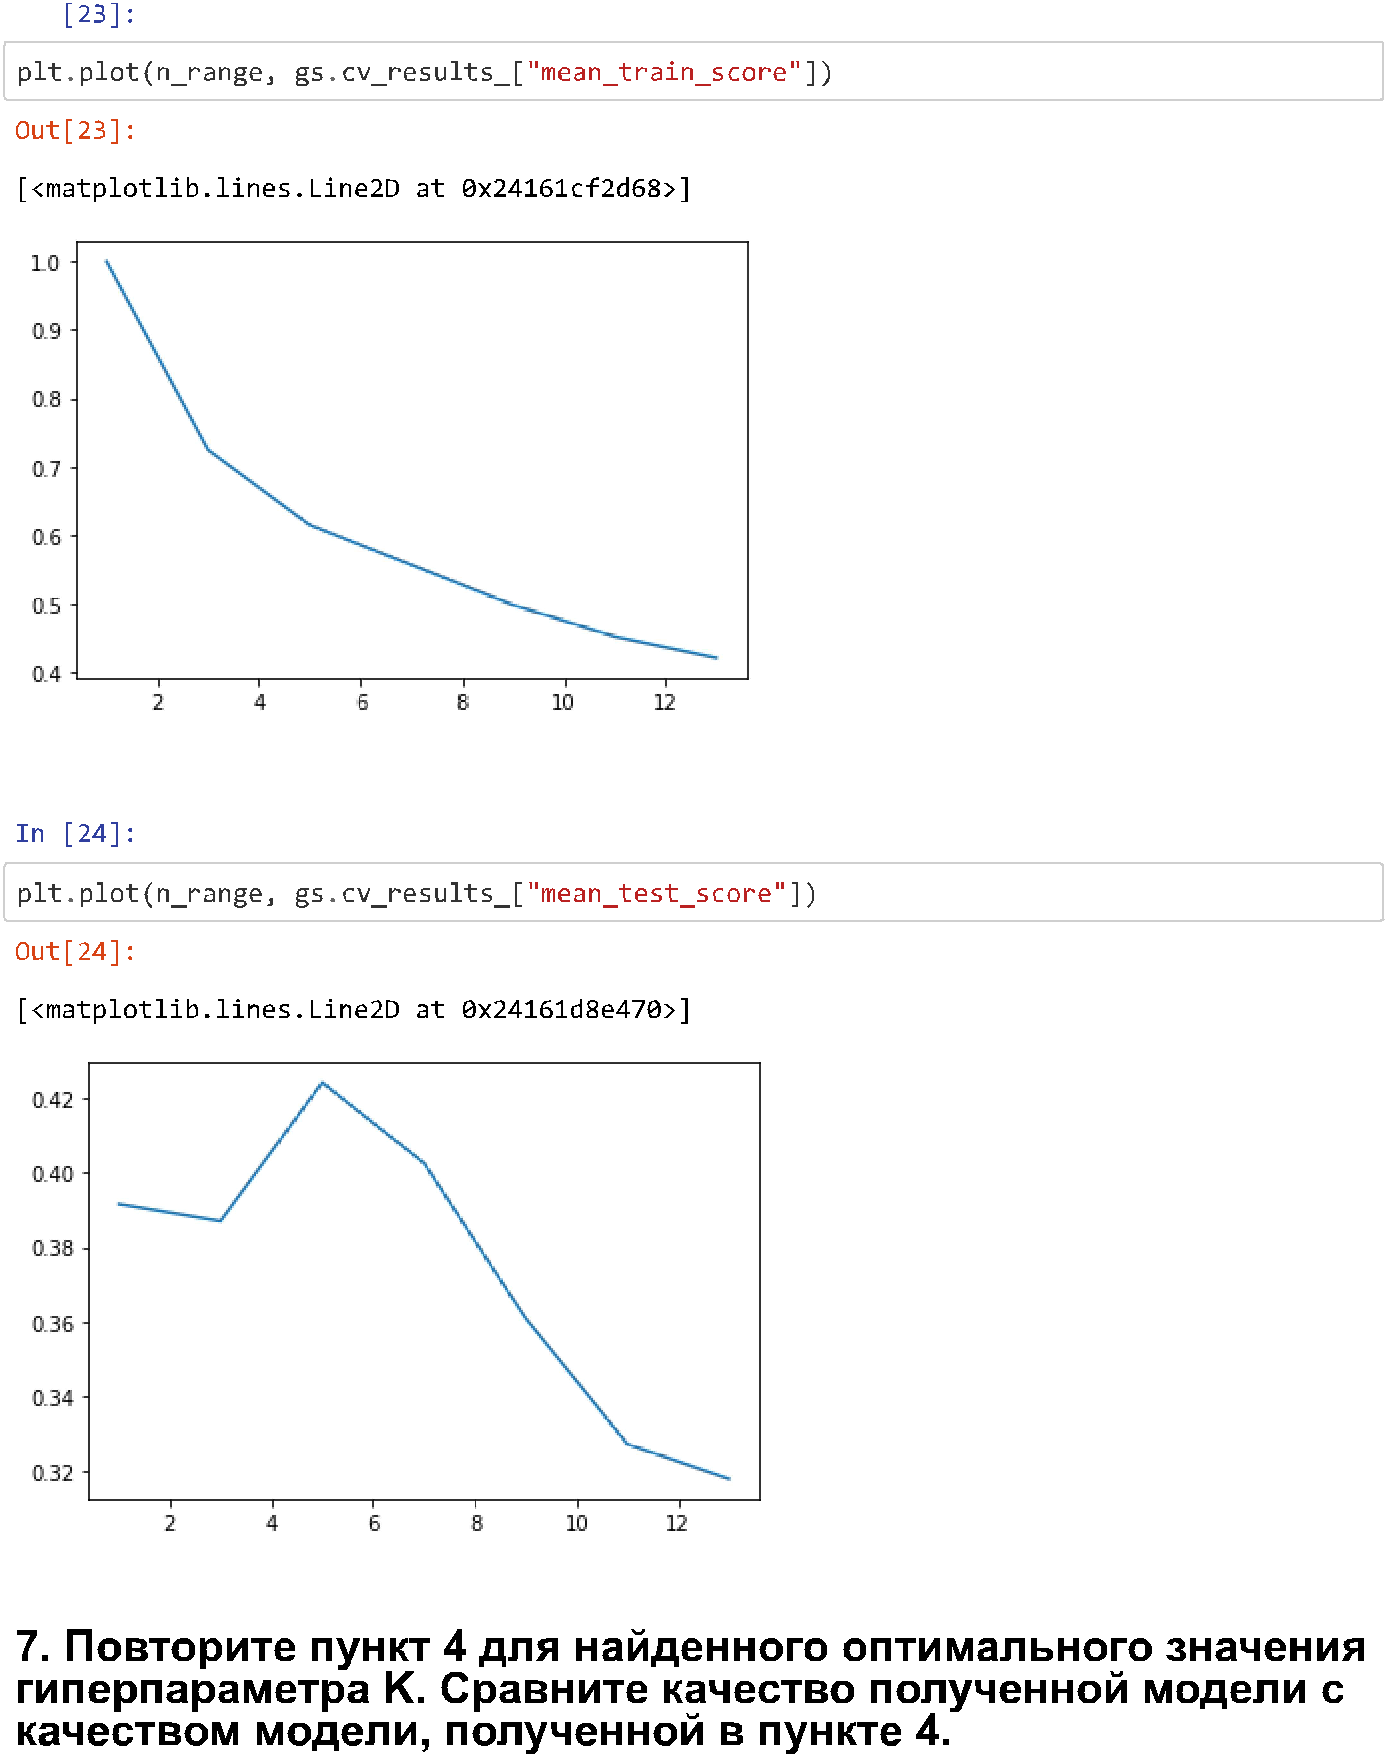 [23]:
plt.plot(n_range, gs.cv_results_["mean_train_score"])
Out[23]:
[<matplotlib.lines.Line2D at 0x24161cf2d68>]
1.0
0.9
0.8
0.7
0.6
0.5
0.4
2 4 6 8 10 12
In [24]:
plt.plot(n_range, gs.cv_results_["mean_test_score"])
Out[24]:
[<matplotlib.lines.Line2D at 0x24161d8e470>]
0.42
0.40
0.38
0.36
0.34
0.32
2 4 6 8 10 12
7. Повторите пункт 4 для найденного оптимального значения
гиперпараметра K. Сравните качество полученной модели с
качеством модели, полученной в пункте 4.